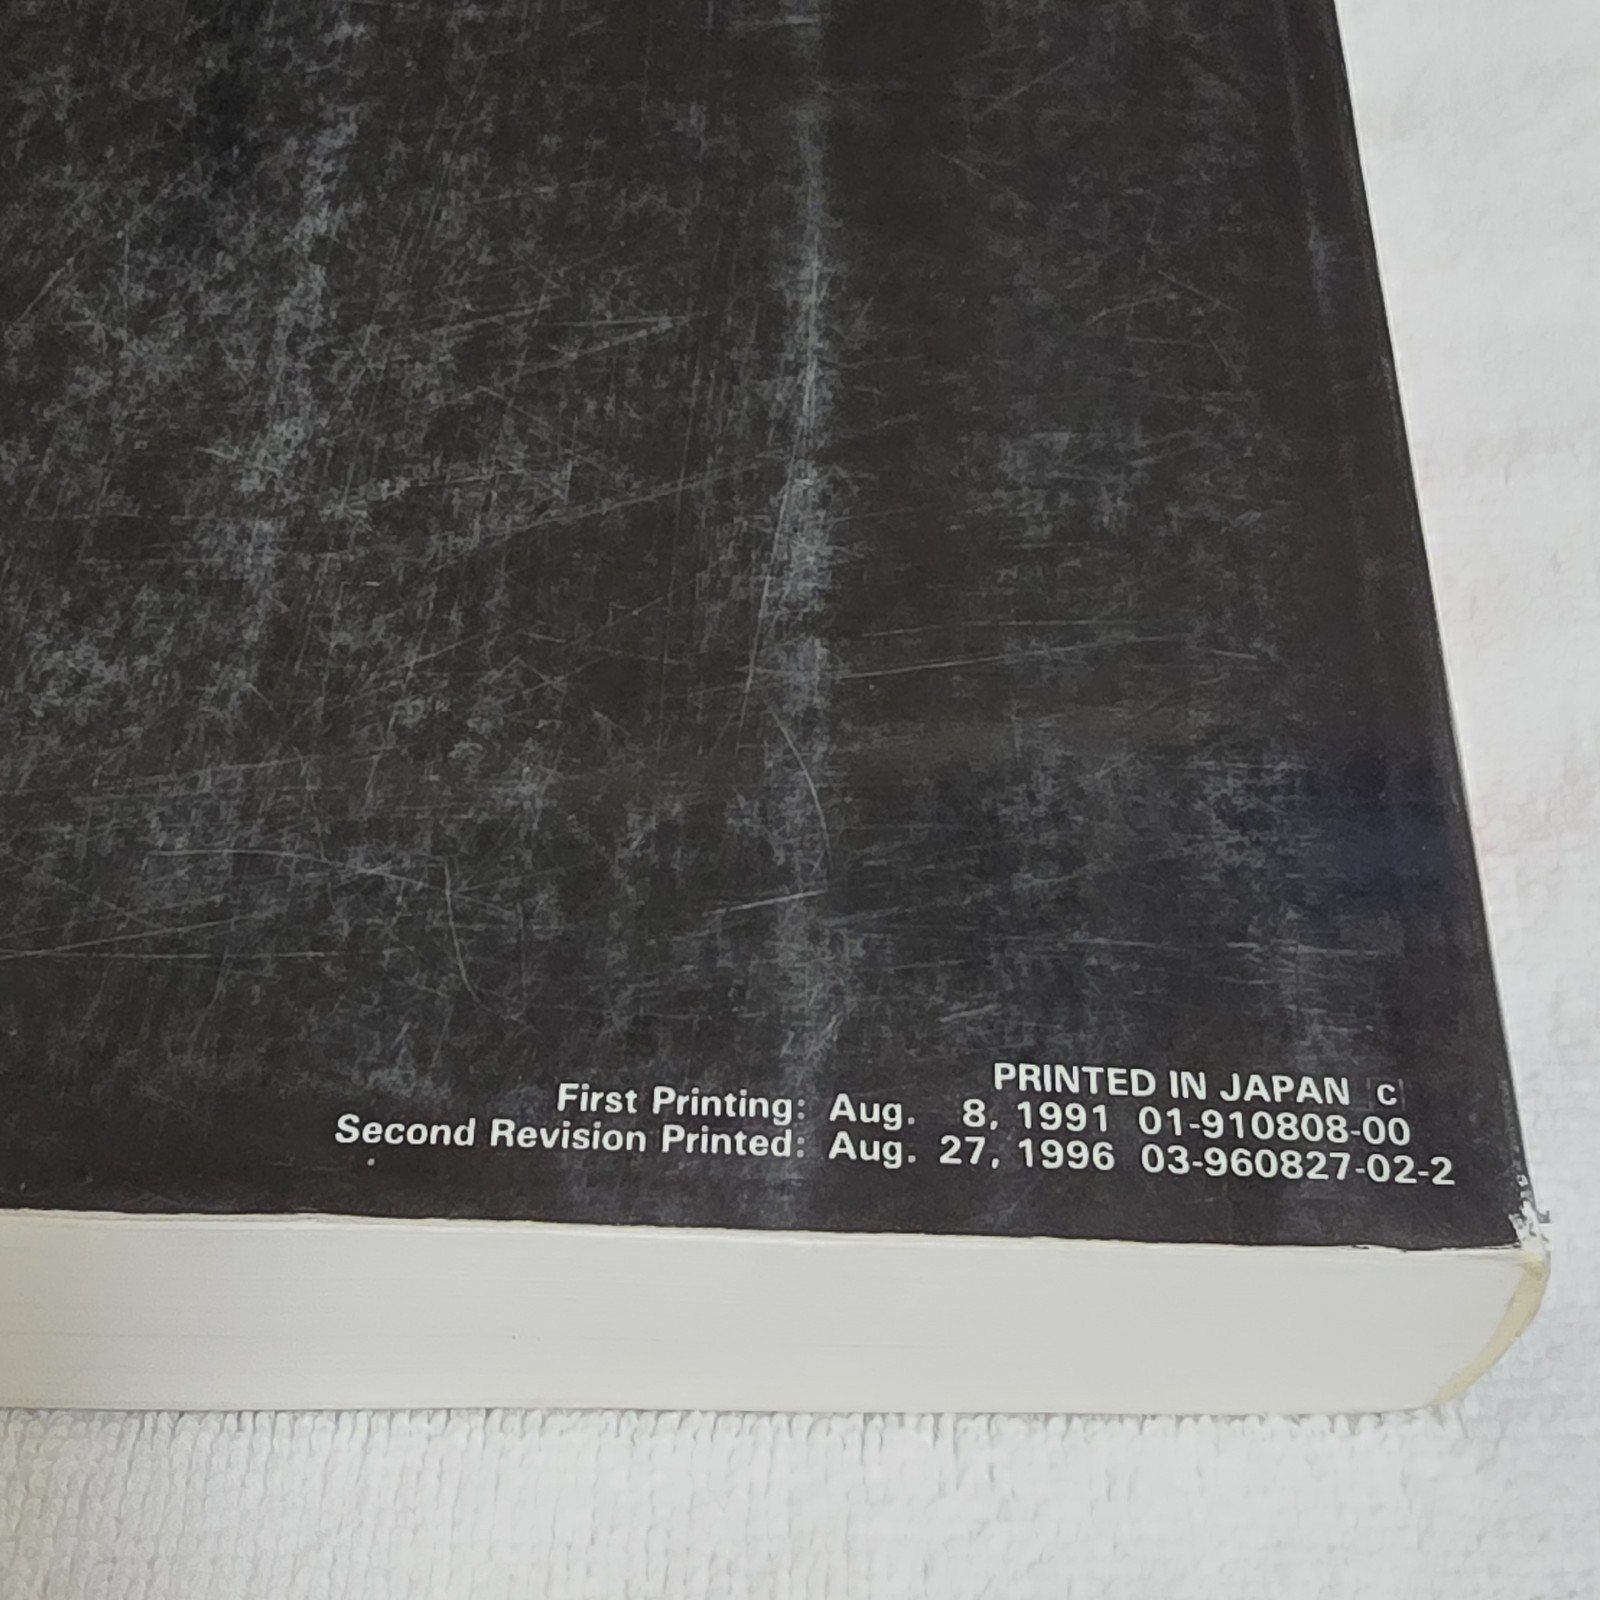 PRINTED IN JAPAN C
First Printing: Aug. 8, 1991 01-910808-00
Second Revision Printed: Aug. 27, 1996 03-960827-02-2